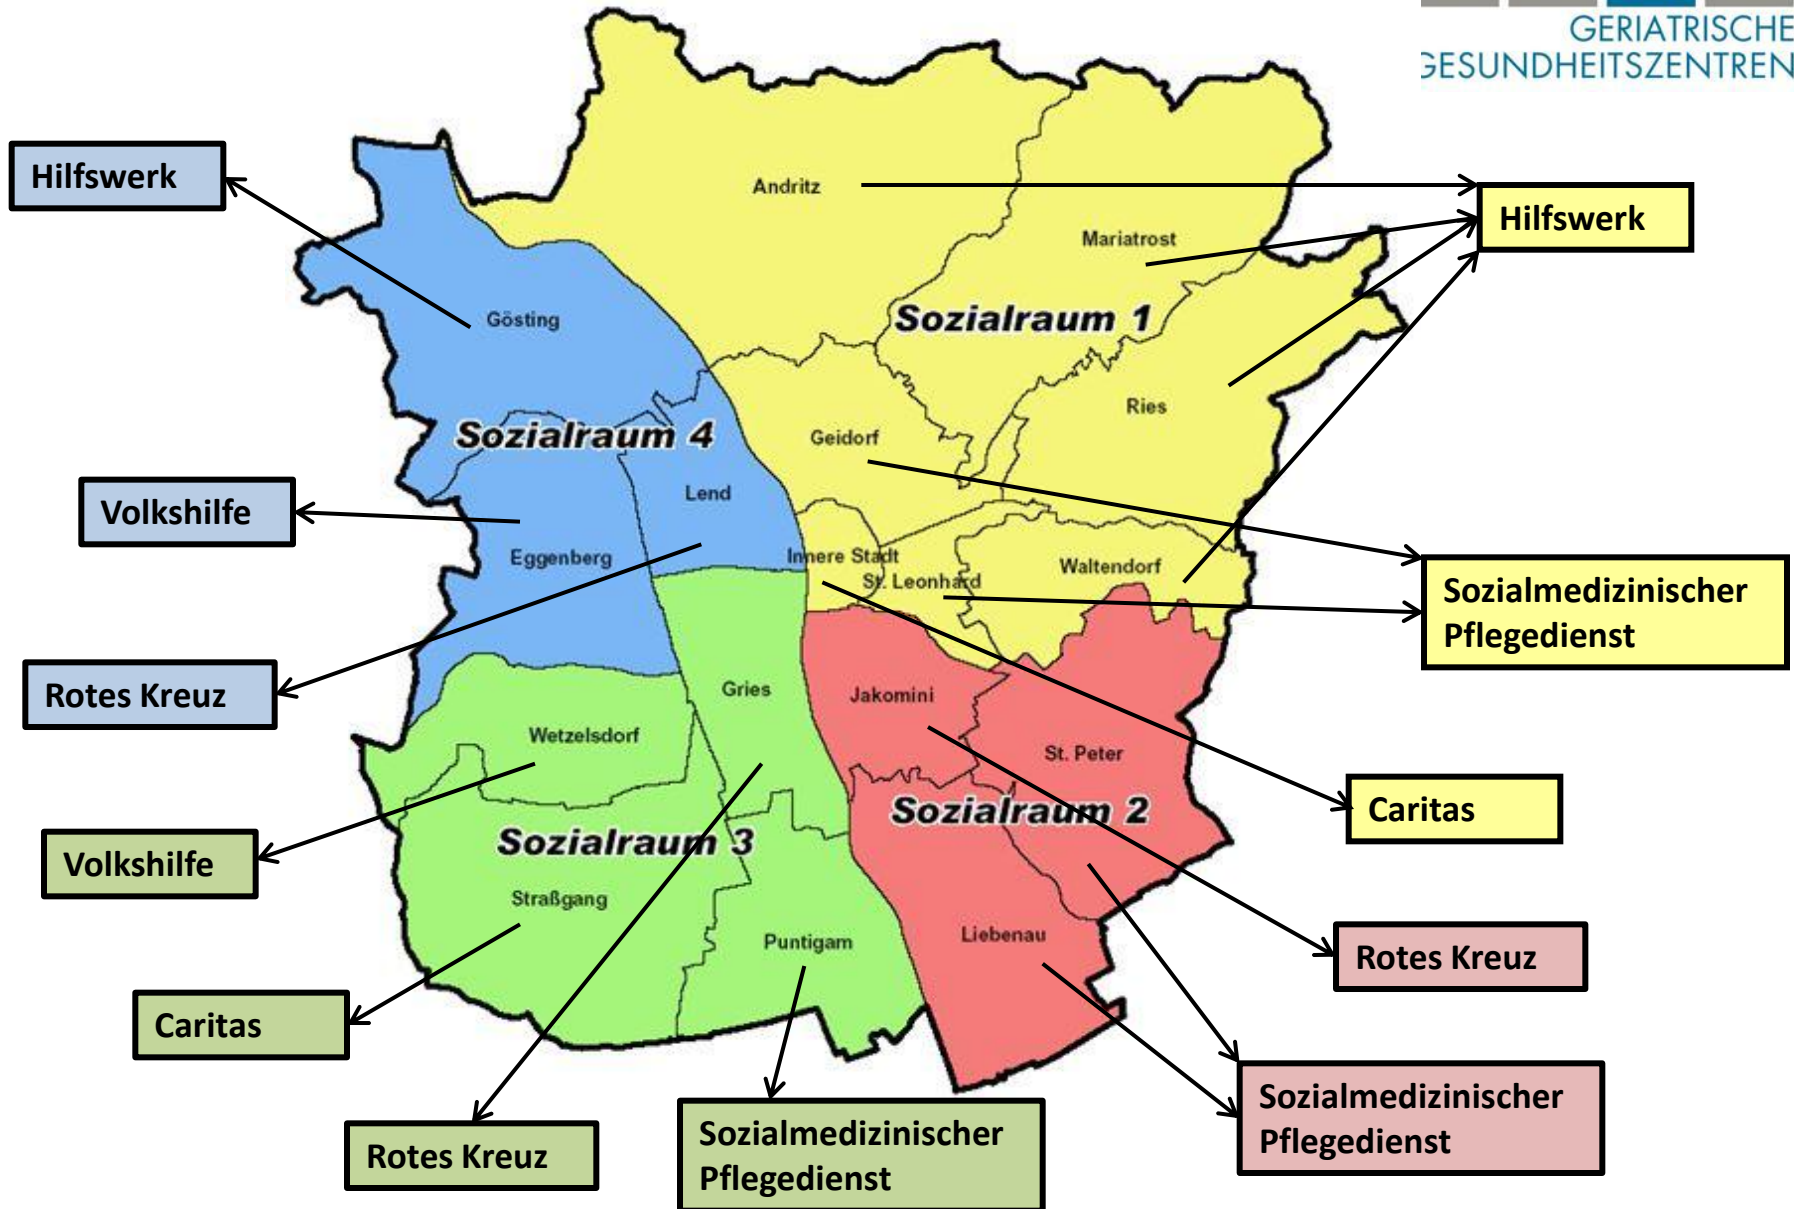 GERIATRISCHE
GESUNDHEITSZENTREN
Hilfswerk
Andritz
Hilfswerk
Mariatrost
Gösting
Sozialraum 1
Ries
Sozialraum 4
Geidorf
Lend
Volkshilfe
Eggenberg
Innere Stadt
St. Leonhard
Waltendorf
Sozialmedizinischer
Pflegedienst
Rotes Kreuz
Gries
Jakomini
Wetzelsdorf
St. Peter
Sozialraum 2
Caritas
Volkshilfe
Sozialraum 3
Straßgang
Puntigam
Liebenau
Rotes Kreuz
Caritas
Rotes Kreuz
Sozialmedizinischer
Pflegedienst
Sozialmedizinischer
Pflegedienst